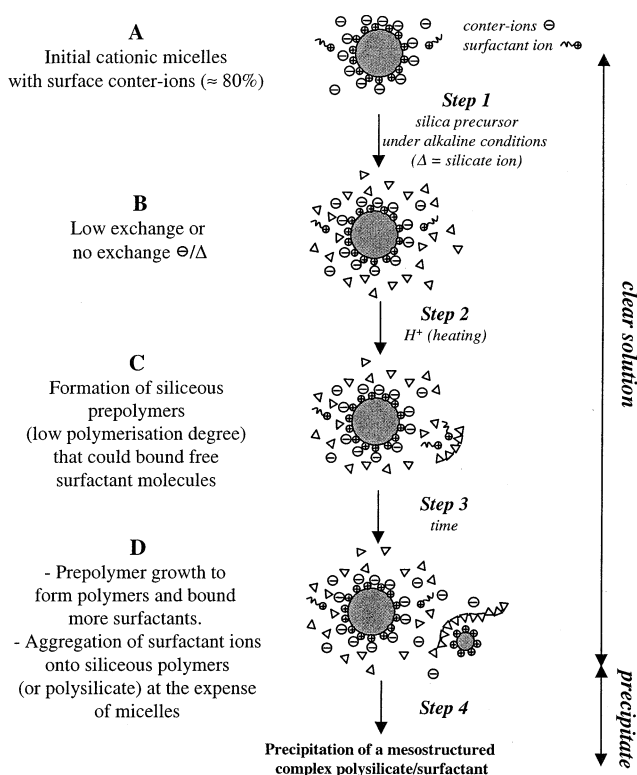 A
Initial cationic micelles
with surface conter-ions (≈ 80%)
conter-ions ⊖
surfactant ion
Step 1
silica precursor
under alkaline conditions
(Δ = silicate ion)
B
Low exchange or
no exchange ⊖/Δ
Step 2
H⁺ (heating)
C
Formation of siliceous
prepolymers
(low polymerisation degree)
that could bound free
surfactant molecules
Step 3
time
D
- Prepolymer growth to
form polymers and bound
more surfactants.
- Aggregation of surfactant ions
onto siliceous polymers
(or polysilicate) at the expense
of micelles
Step 4
Precipitation of a mesostructured
complex polysilicate/surfactant
clear solution
precipitate